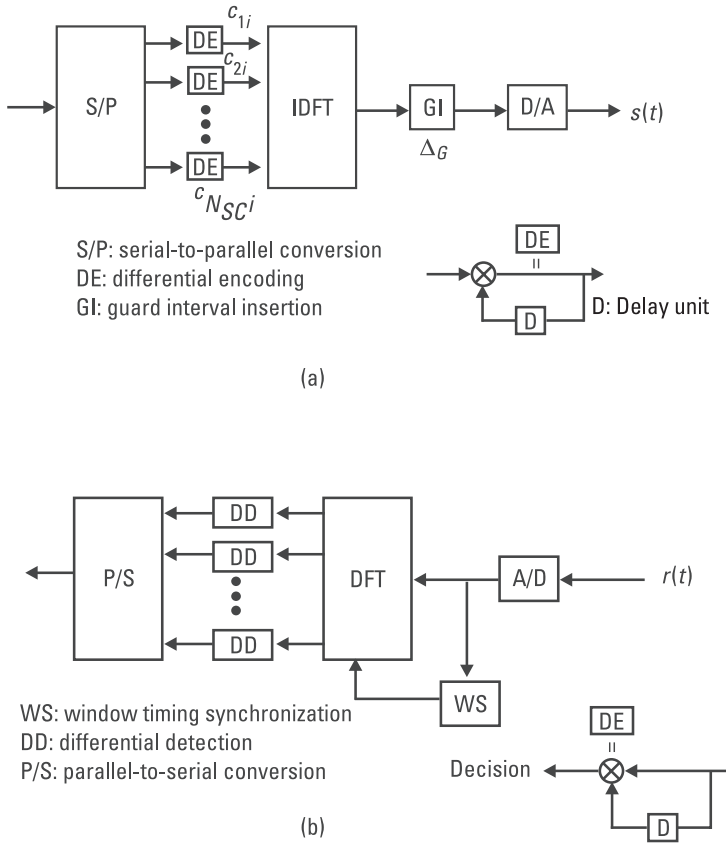 c1i
DE
c2i
DE
S/P
IDFT
GI
D/A
s(t)
ΔG
DE
cNSCi
S/P: serial-to-parallel conversion
DE: differential encoding
GI: guard interval insertion
DE
=
D
D: Delay unit
(a)
DD
DD
P/S
DFT
A/D
r(t)
DD
WS
WS: window timing synchronization
DD: differential detection
P/S: parallel-to-serial conversion
DE
=
Decision
D
(b)